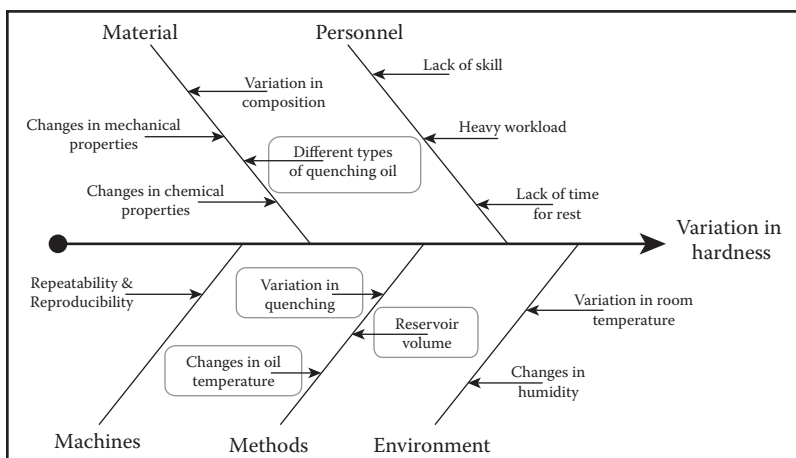 Material
Personnel
Lack of skill
Variation in
composition
Changes in mechanical
properties
Heavy workload
Different types
of quenching oil
Changes in chemical
properties
Lack of time
for rest
Variation in
hardness
Repeatability &
Reproducibility
Variation in
quenching
Variation in room
temperature
Reservoir
volume
Changes in oil
temperature
Changes in
humidity
Machines
Methods
Environment